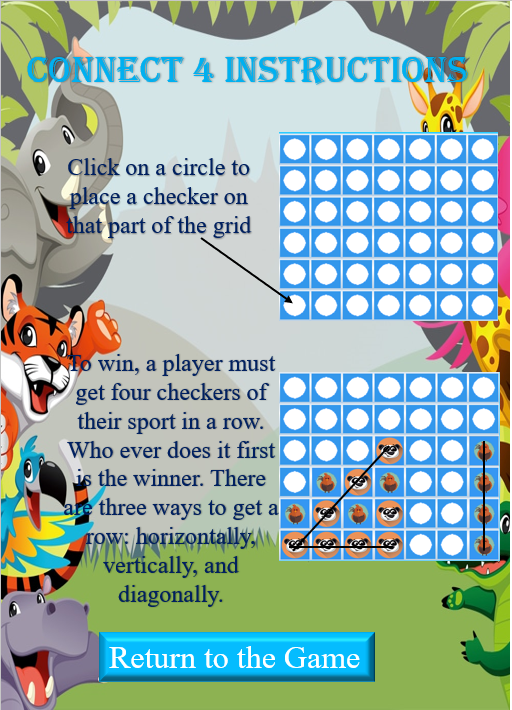 CONNECT 4 INSTRUCTIONS
Click on a circle to
place a checker on
that part of the grid
To win, a player must
get four checkers of
their sport in a row.
Who ever does it first
is the winner. There
are three ways to get a
row: horizontally,
vertically, and
diagonally.
Return to the Game